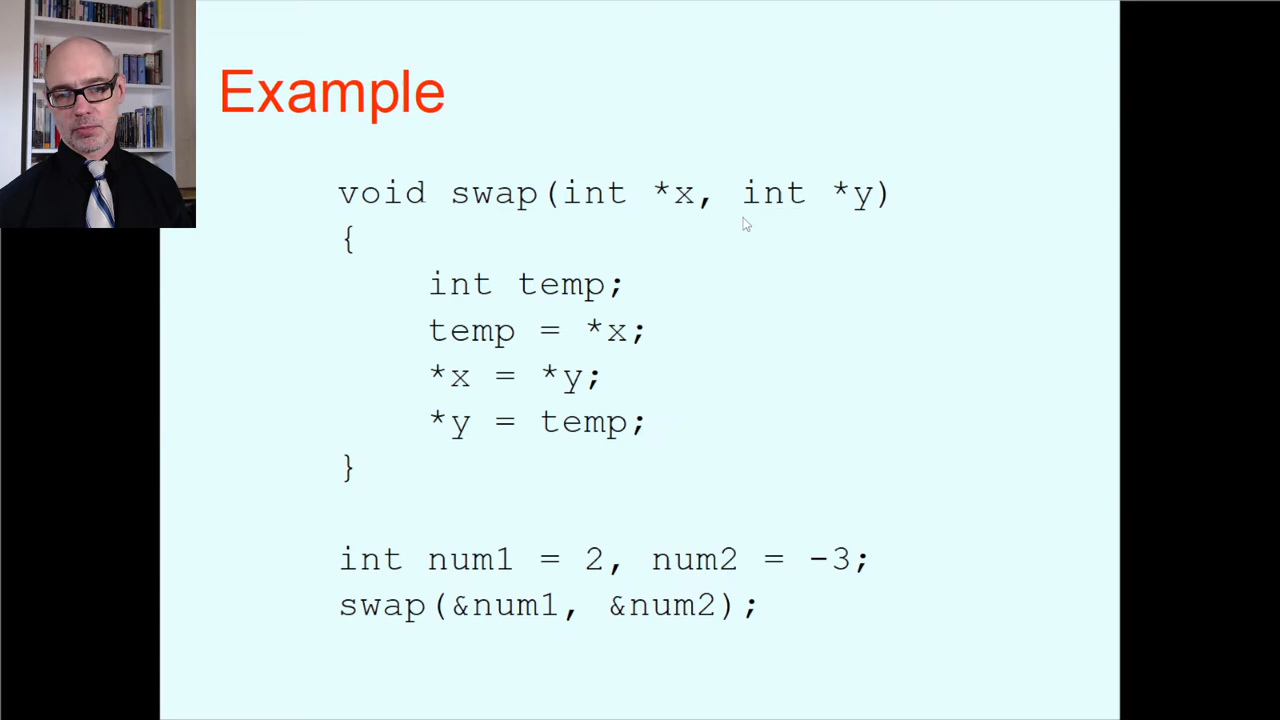 Example
void swap(int *x, int *y)
{
int temp;
temp = *x;
*x = *y;
*y = temp;
}
int num1 = 2, num2 = -3;
swap(&num1, &num2);